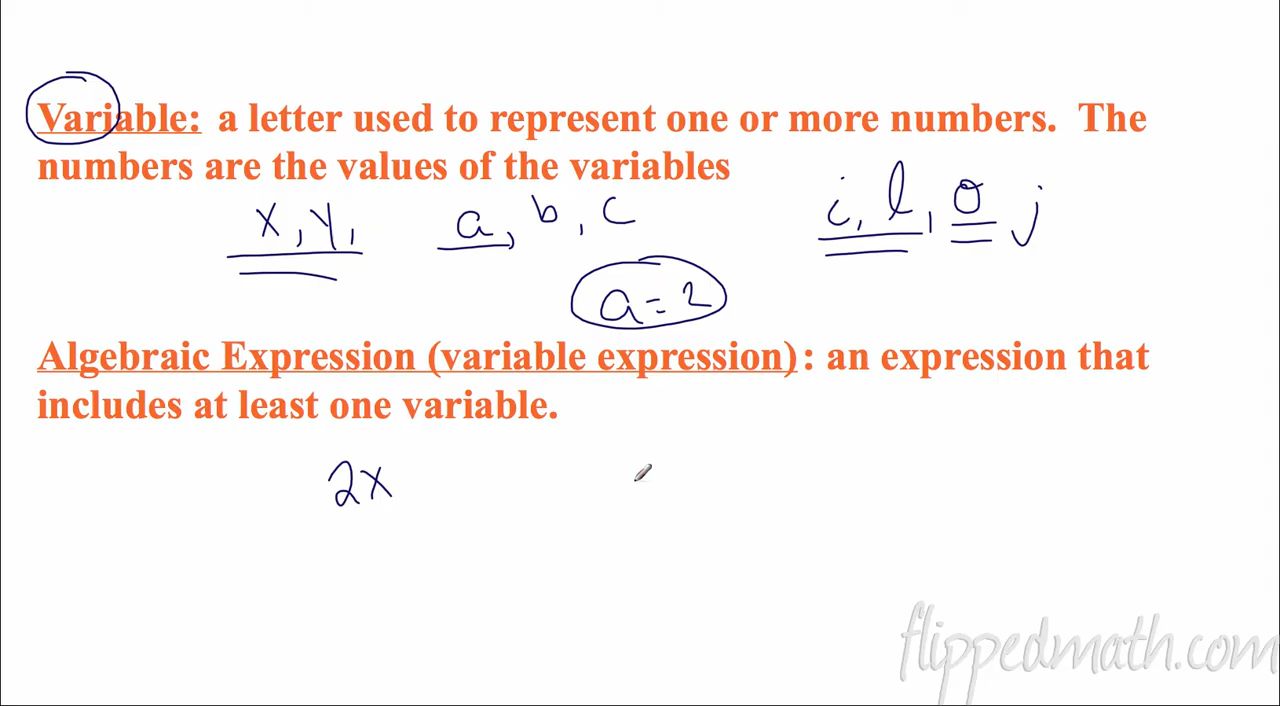 Variable: a letter used to represent one or more numbers. The
numbers are the values of the variables
x, y, a, b, c i, l, o j
a = 2
Algebraic Expression (variable expression): an expression that
includes at least one variable.
2x
flippedmath.com